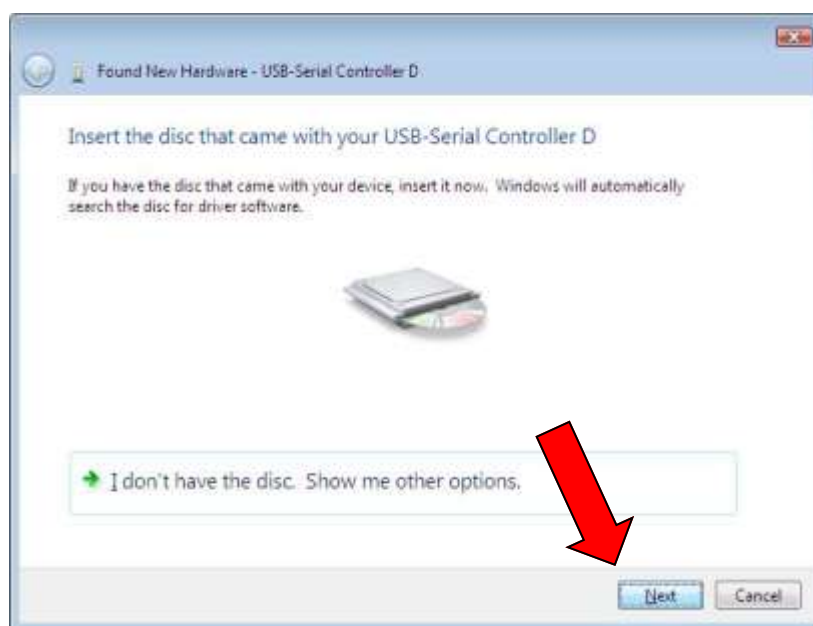 Found New Hardware - USB-Serial Controller D
Insert the disc that came with your USB-Serial Controller D
If you have the disc that came with your device, insert it now. Windows will automatically
search the disc for driver software.
I don't have the disc. Show me other options.
Next Cancel